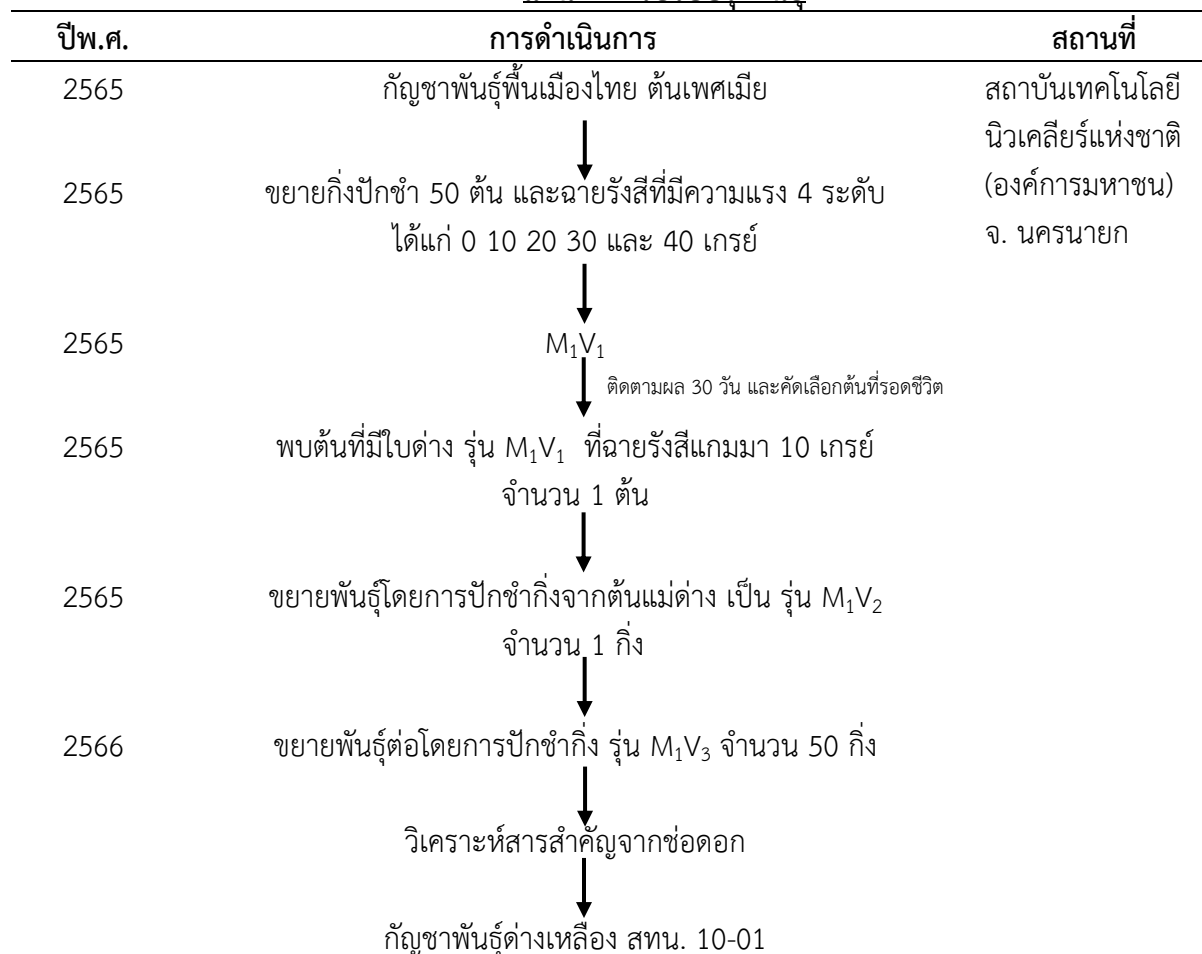 ปีพ.ศ. การดำเนินการ สถานที่
2565 กัญชาพันธุ์พื้นเมืองไทย ต้นเพศเมีย สถาบันเทคโนโลยี
นิวเคลียร์แห่งชาติ
2565 ขยายกิ่งปักชำ 50 ต้น และฉายรังสีที่มีความแรง 4 ระดับ (องค์การมหาชน)
ได้แก่ 0 10 20 30 และ 40 เกรย์ จ. นครนายก
2565 M₁V₁
ติดตามผล 30 วัน และคัดเลือกต้นที่รอดชีวิต
2565 พบต้นที่มีใบด่าง รุ่น M₁V₁ ที่ฉายรังสีแกมมา 10 เกรย์
จำนวน 1 ต้น
2565 ขยายพันธุ์โดยการปักชำกิ่งจากต้นแม่ด่าง เป็น รุ่น M₁V₂
จำนวน 1 กิ่ง
2566 ขยายพันธุ์ต่อโดยการปักชำกิ่ง รุ่น M₁V₃ จำนวน 50 กิ่ง
วิเคราะห์สารสำคัญจากช่อดอก
กัญชาพันธุ์ด่างเหลือง สทน. 10-01